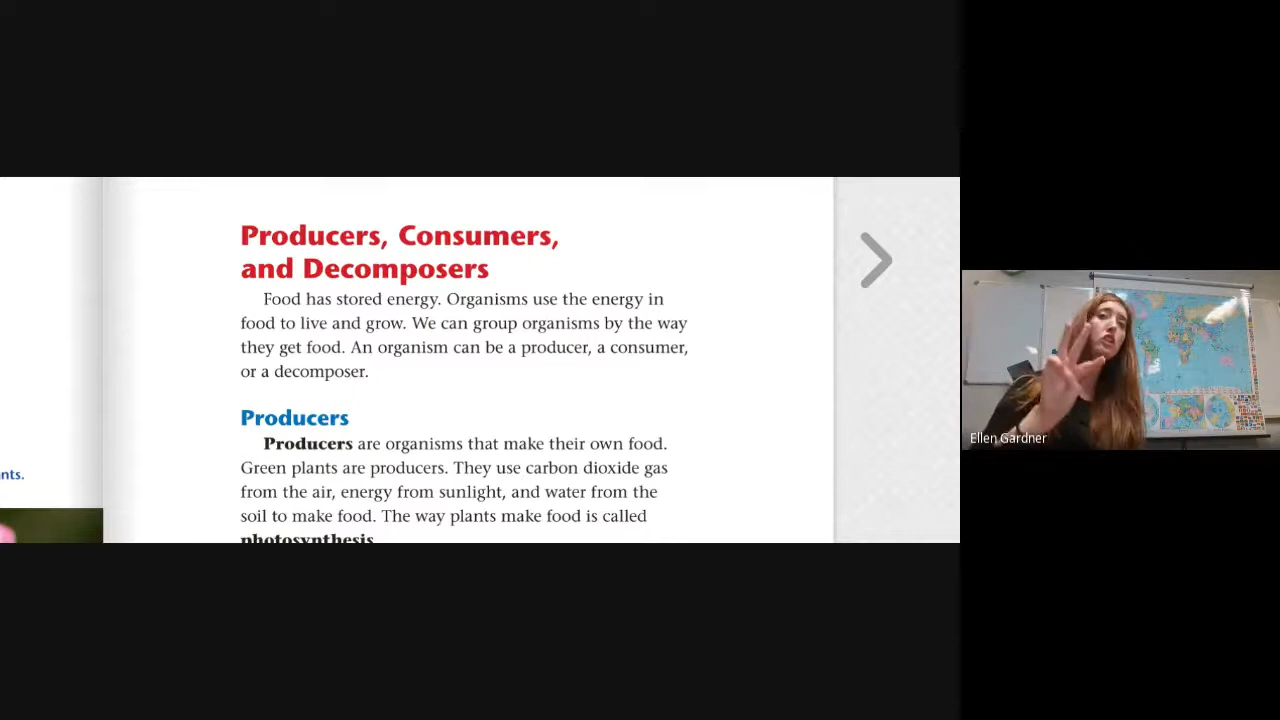 Producers, Consumers,
and Decomposers
Food has stored energy. Organisms use the energy in
food to live and grow. We can group organisms by the way
they get food. An organism can be a producer, a consumer,
or a decomposer.
Producers
Producers are organisms that make their own food.
Green plants are producers. They use carbon dioxide gas
from the air, energy from sunlight, and water from the
soil to make food. The way plants make food is called
photosynthesis.
nts.
Ellen Gardner